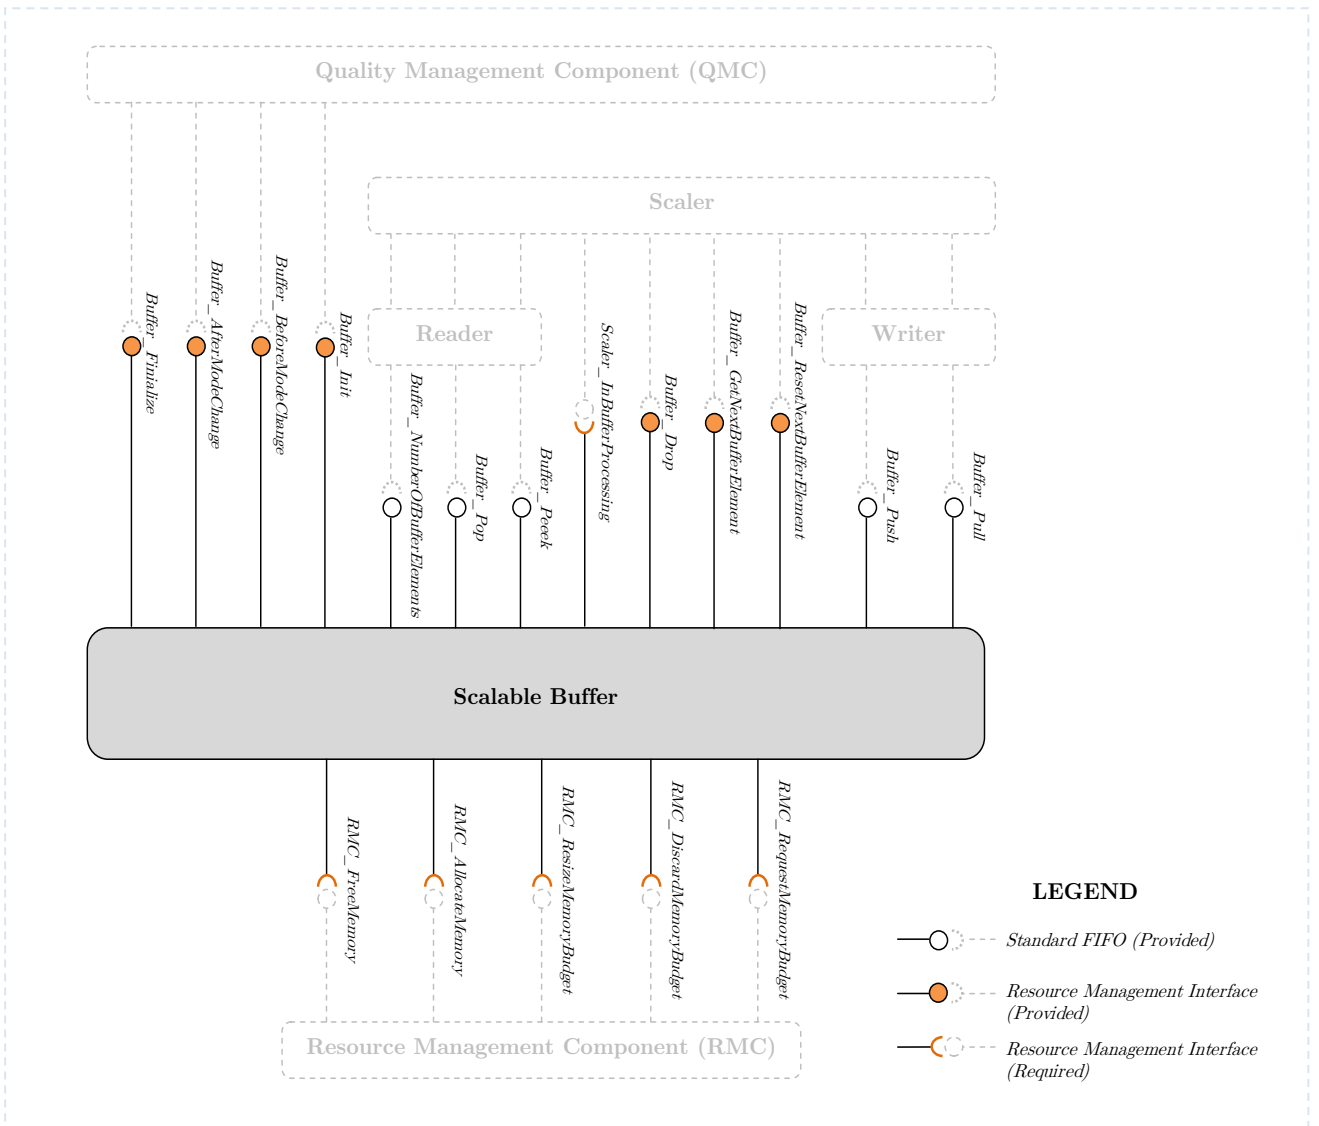 Quality Management Component (QMC)
Scaler
Reader
Writer
Buffer_Finialize
Buffer_AfterModeChange
Buffer_BeforeModeChange
Buffer_Init
Buffer_NumberOfBufferElements
Buffer_Pop
Buffer_Peeek
Scaler_InBufferProcessing
Buffer_Drop
Buffer_GetNextBufferElement
Buffer_ResetNextBufferElement
Buffer_Push
Buffer_Pull
Scalable Buffer
RMC_FreeMemory
RMC_AllocateMemory
RMC_ResizeMemoryBudget
RMC_DiscardMemoryBudget
RMC_RequestMemoryBudget
Resource Management Component (RMC)
LEGEND
Standard FIFO (Provided)
Resource Management Interface
(Provided)
Resource Management Interface
(Required)